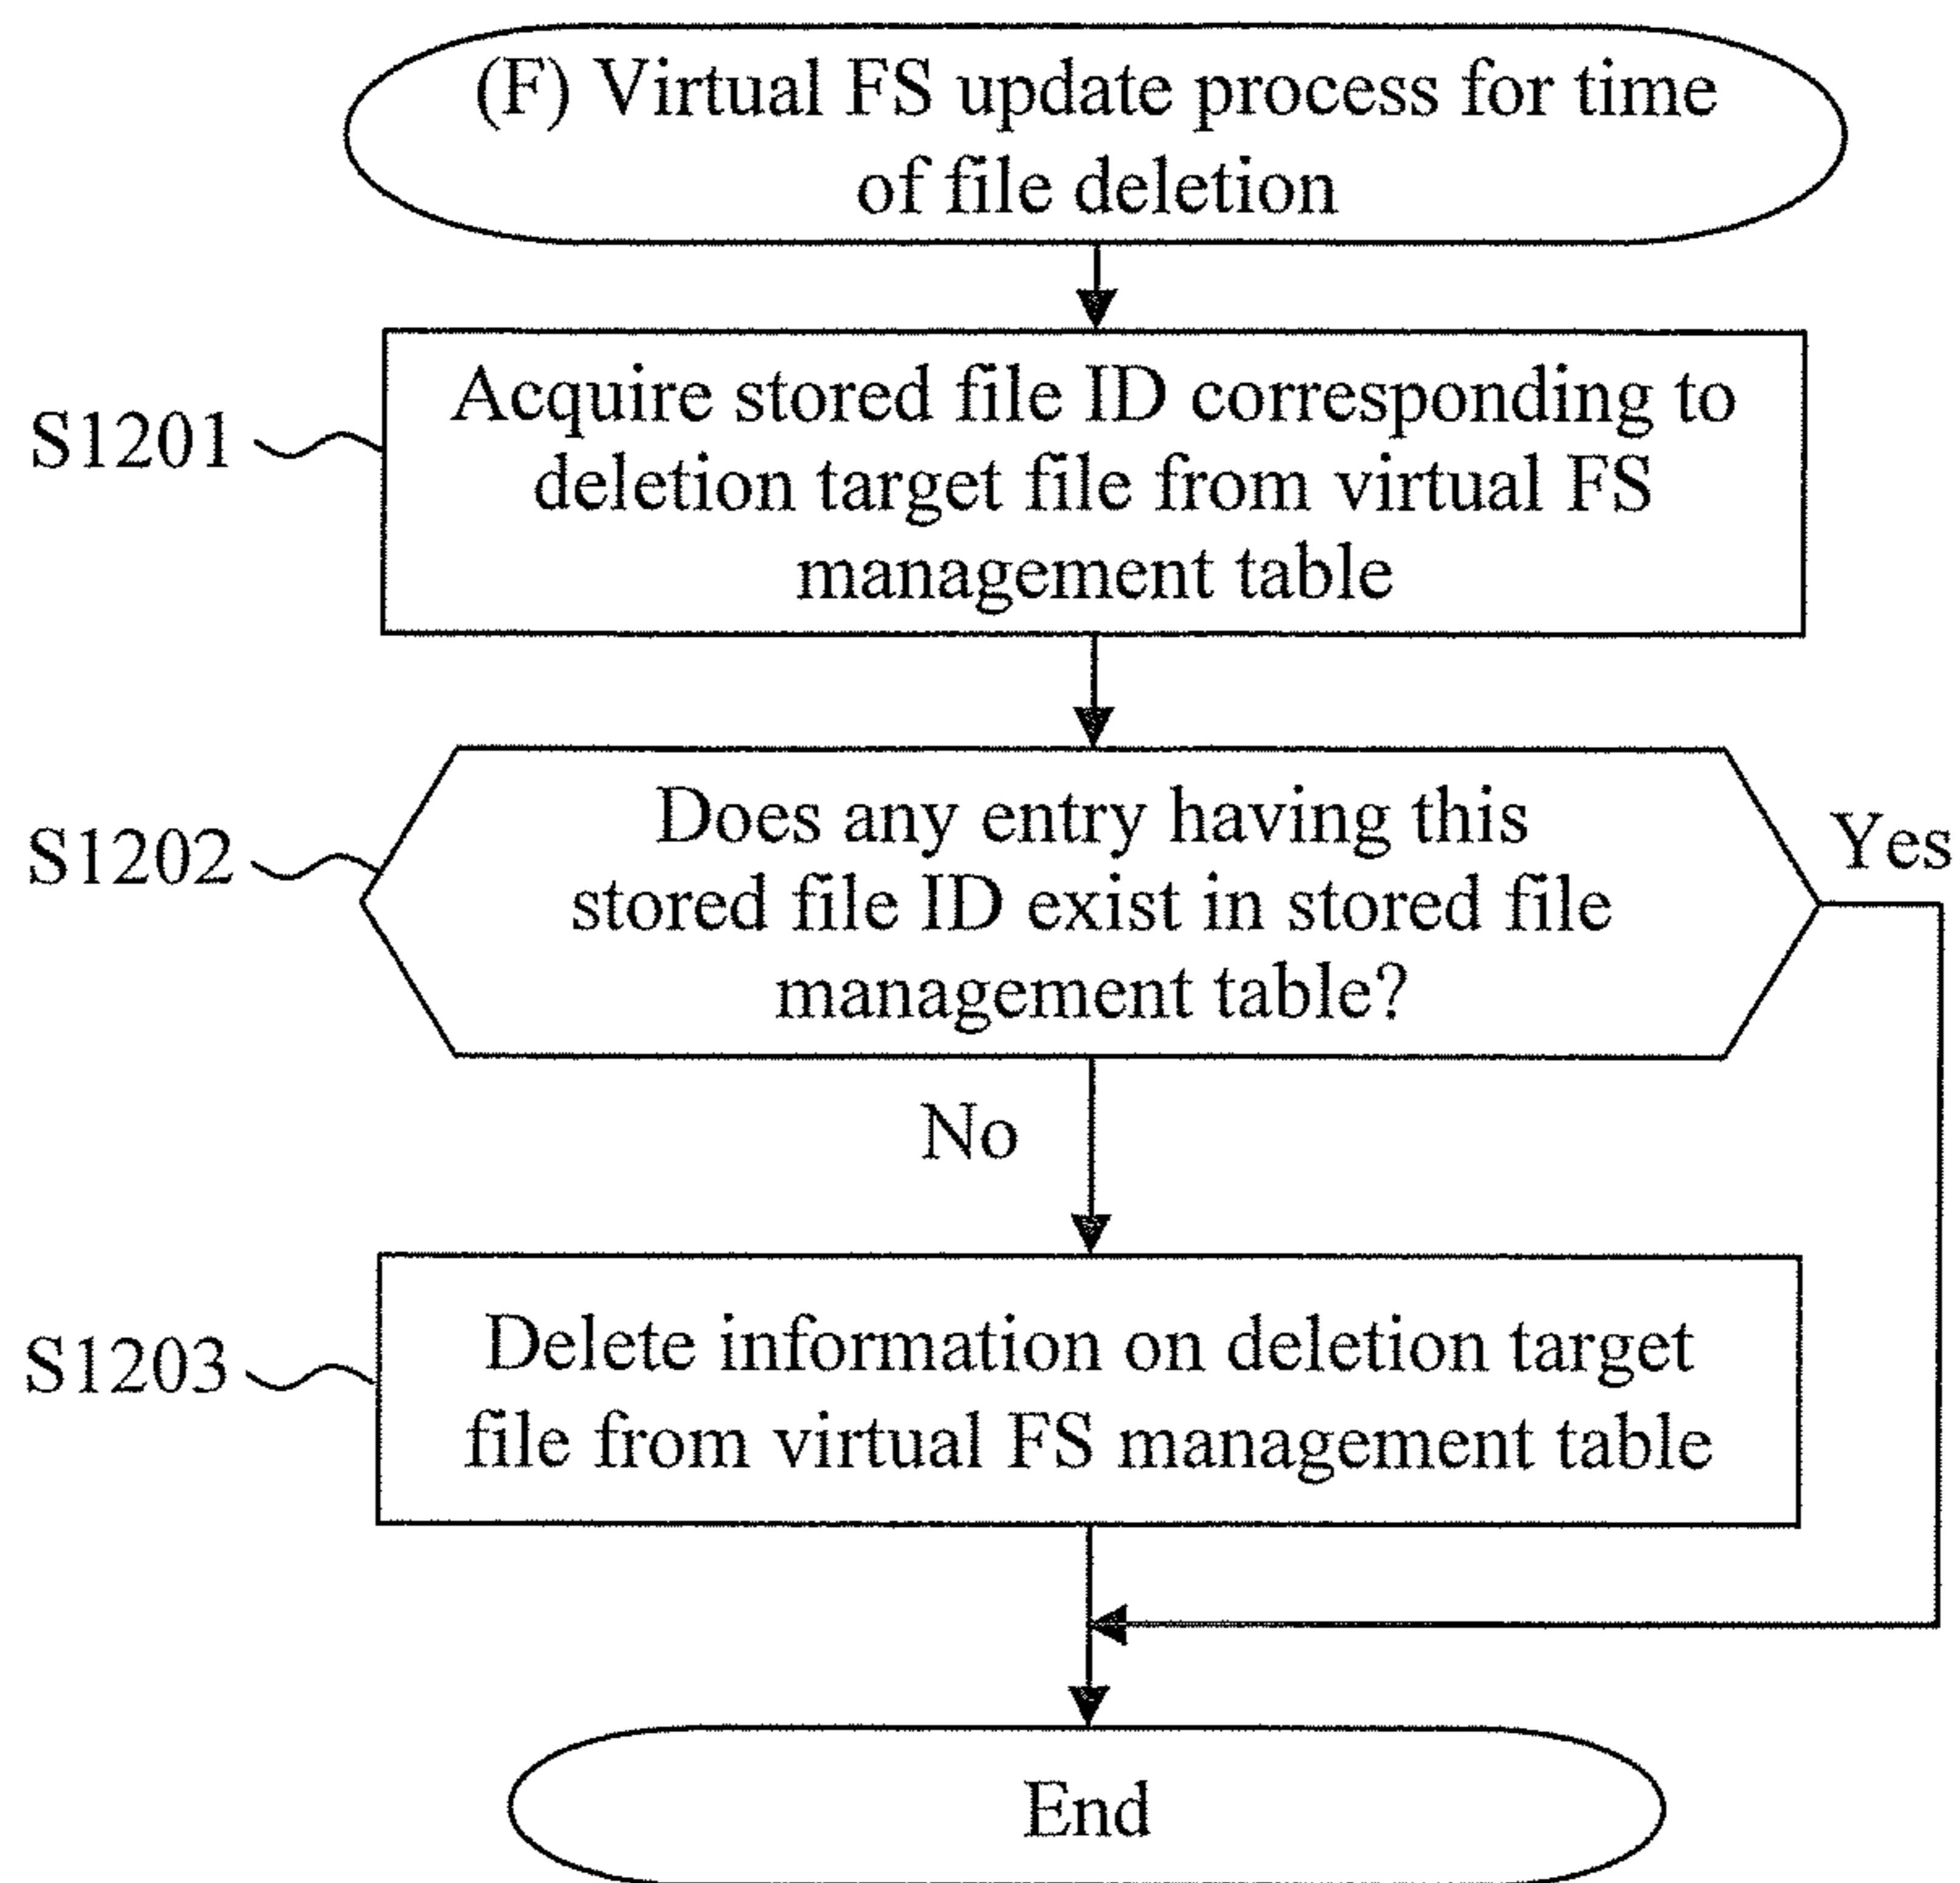 (F) Virtual FS update process for time
of file deletion
S1201
Acquire stored file ID corresponding to
deletion target file from virtual FS
management table
S1202
Does any entry having this
stored file ID exist in stored file
management table?
Yes
No
S1203
Delete information on deletion target
file from virtual FS management table
End